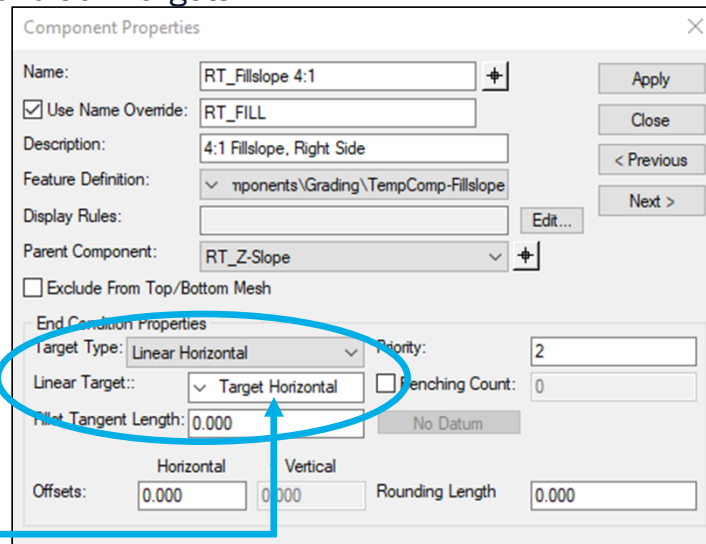 Component Properties
Name: RT_Fillslope 4:1 Apply
Use Name Override: RT_FILL Close
Description: 4:1 Fillslope, Right Side < Previous
Feature Definition: mponents\Grading\TempComp-Fillslope Next >
Display Rules: Edit...
Parent Component: RT_Z-Slope
Exclude From Top/Bottom Mesh
End Condition Properties
Target Type: Linear Horizontal Priority: 2
Linear Target:: Target Horizontal Benching Count: 0
Fillet Tangent Length: 0.000 No Datum
Horizontal Vertical
Offsets: 0.000 0.000 Rounding Length 0.000